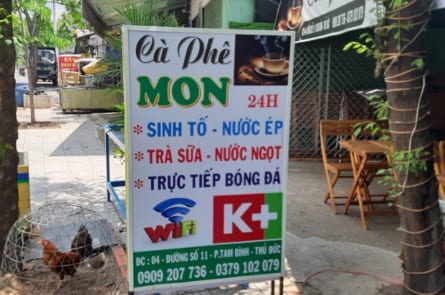 Cà Phê
MON
24H
* SINH TỐ - NƯỚC ÉP
* TRÀ SỮA - NƯỚC NGỌT
* TRỰC TIẾP BÓNG ĐÁ
WiFi
K+
ĐC : 04 - ĐƯỜNG SỐ 11 - P.TAM BÌNH - THỦ ĐỨC
0909 207 736 - 0379 102 079